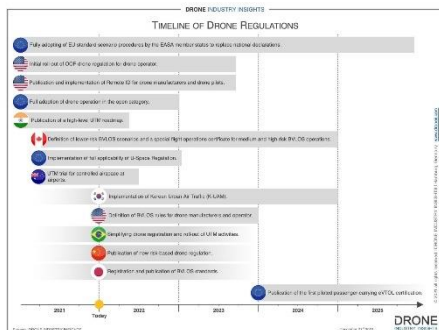 DRONE INDUSTRY INSIGHTS
TIMELINE OF DRONE REGULATIONS
Fully adopting of EU standard scenario procedures by the EASA member states to replace national declarations.
Initial roll-out of OOP drone regulation for drone operator.
Publication and implementation of Remote ID for drone manufacturers and drone pilots.
Full adoption of drone operation in the open category.
Publication of a high-level UTM roadmap.
Definition of lower risk BVLOS scenarios and a special flight operations certificate for medium and high risk BVLOS operations.
Implementation of full applicability of U-Space Regulation.
UTM trial for controlled airspace at airports.
Implementation of Korean Urban Air Traffic (K-UAM).
Definition of BVLOS rules for drone manufacturers and operator.
Simplifying drone registration and rollout of UTM activities.
Publication of new risk-based drone regulation.
Registration and publication of BVLOS standards.
Publication of the first piloted passenger carrying eVTOL certification.
2021
2022
2023
2024
2025
Today
DRONE
INDUSTRY INSIGHTS